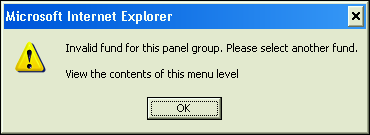 Microsoft Internet Explorer
Invalid fund for this panel group. Please select another fund.
View the contents of this menu level
OK